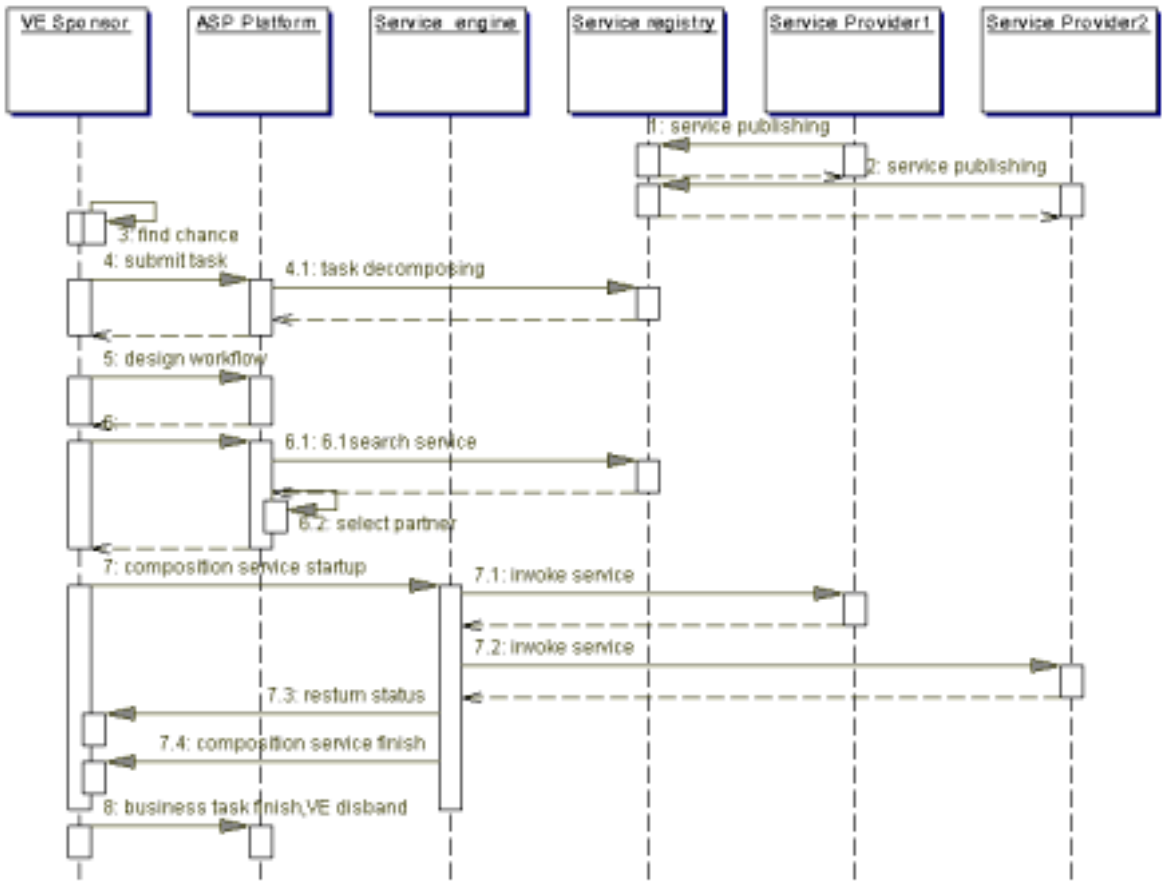 VE Sponsor
ASP Platform
Service engine
Service registry
Service Provider1
Service Provider2
1: service publishing
2: service publishing
3: find chance
4: submit task
4.1: task decomposing
5: design workflow
6:
6.1: 6.1search service
6.2: select partner
7: composition service startup
7.1: invoke service
7.2: invoke service
7.3: resturn status
7.4: composition service finish
8: business task finish,VE disband